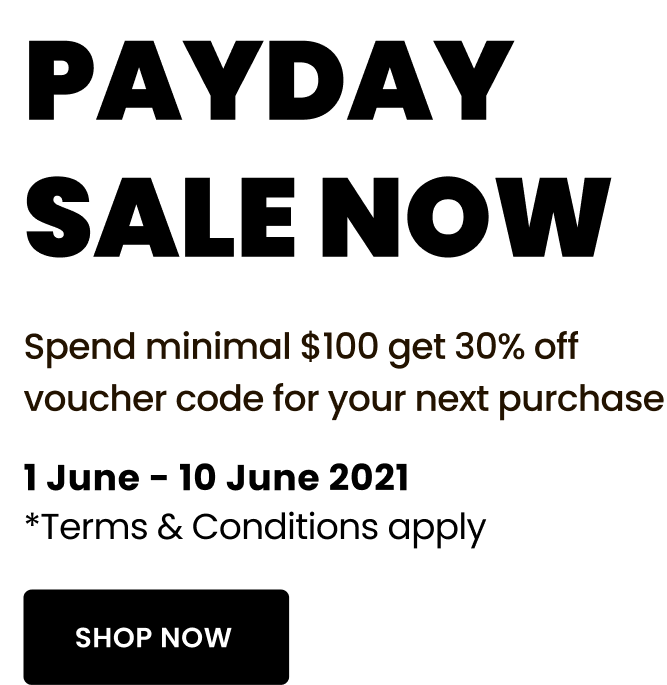 PAYDAY
SALE NOW
Spend minimal $100 get 30% off
voucher code for your next purchase
1 June - 10 June 2021
*Terms & Conditions apply
SHOP NOW